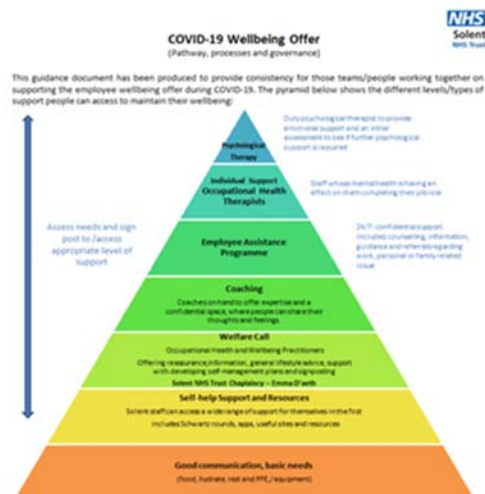 NHS
Solent
NHS Trust
COVID-19 Wellbeing Offer
(Pathway, processes and governance)
This guidance document has been produced to provide consistency for those teams/people working together on
supporting the employee wellbeing offer during COVID-19. The pyramid below shows the different levels/types of
support people can access to maintain their wellbeing:
Psychological
Therapy
Duty psychological therapist to provide
emotional support and an initial
assessment to see if further psychological
support is required
Individual Support
Occupational Health
Therapists
Staff whose mental health is having an
effect on them completing their job role
Assess needs and sign
post to /access
appropriate level of
support
Employee Assistance
Programme
24/7 confidential support.
Includes counselling, information,
guidance and referrals regarding
work, personal or family related
issue
Coaching
Coaches on hand to offer expertise and a
confidential space, where people can share their
thoughts and feelings.
Welfare Call
Occupational Health and Wellbeing Practitioners
Offering reassurance, information, general lifestyle advice, support
with developing self-management plans and signposting
Solent NHS Trust Chaplaincy – Emma D'aeth
Self-help Support and Resources
Solent staff can access a wide range of support for themselves in the first
includes Schwartz rounds, apps, useful sites and resources
Good communication, basic needs
(food, hydrate, rest and PPE / equipment)